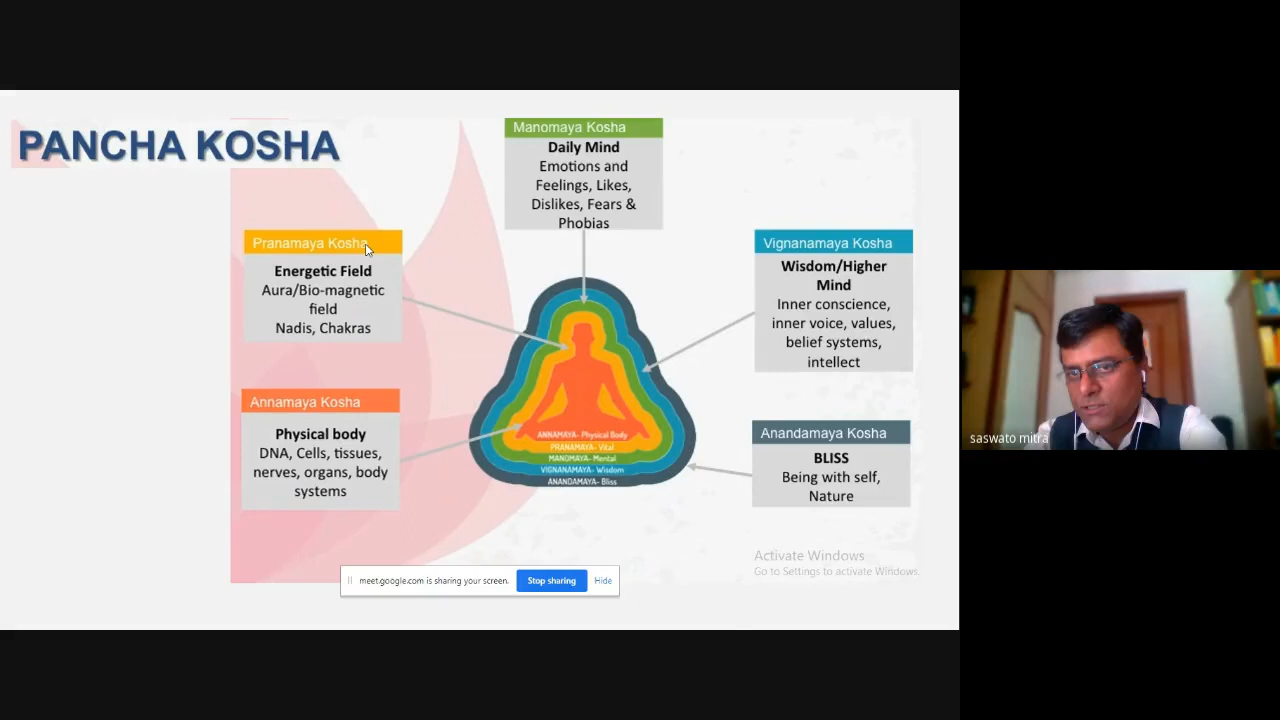 PANCHA KOSHA
Manomaya Kosha
Daily Mind
Emotions and
Feelings, Likes,
Dislikes, Fears &
Phobias
Pranamaya Kosha
Energetic Field
Aura/Bio-magnetic
field
Nadis, Chakras
Vignanamaya Kosha
Wisdom/Higher
Mind
Inner conscience,
inner voice, values,
belief systems,
intellect
Annamaya Kosha
Physical body
DNA, Cells, tissues,
nerves, organs, body
systems
ANNAMAYA- Physical Body
PRANAMAYA- Vital
MANOMAYA- Mental
VIGNANAMAYA- Wisdom
ANANDAMAYA- Bliss
Anandamaya Kosha
BLISS
Being with self,
Nature
Activate Windows
Go to Settings to activate Windows.
meet.google.com is sharing your screen.
Stop sharing
Hide
saswato mitra